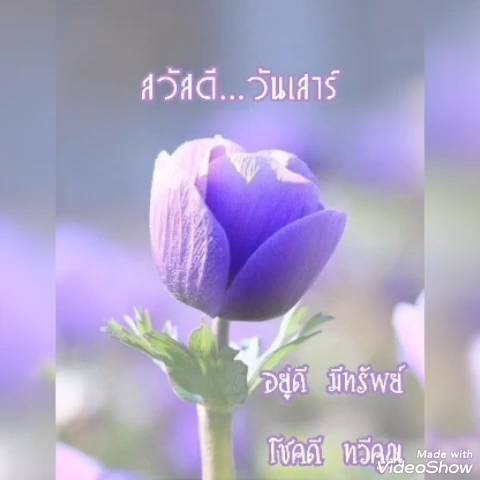 สวัสดี...วันเสาร์
อยู่ดี มีทรัพย์
โชคดี ทวีคูณ
Made with
VideoShow